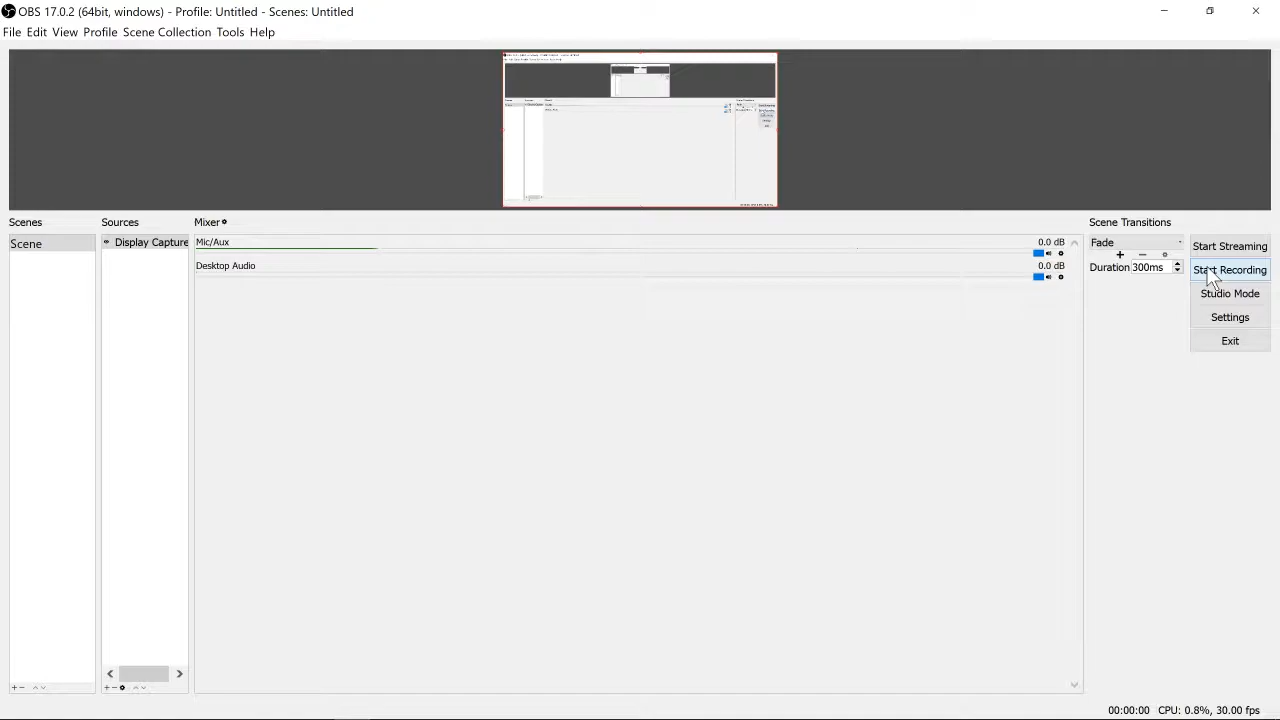 OBS 17.0.2 (64bit, windows) - Profile: Untitled - Scenes: Untitled
File Edit View Profile Scene Collection Tools Help
Scenes
Scene
Sources
Display Capture
Mixer
Mic/Aux 0.0 dB
Desktop Audio 0.0 dB
Scene Transitions
Fade
Duration 300ms
Start Streaming
Start Recording
Studio Mode
Settings
Exit
00:00:00 CPU: 0.8%, 30.00 fps